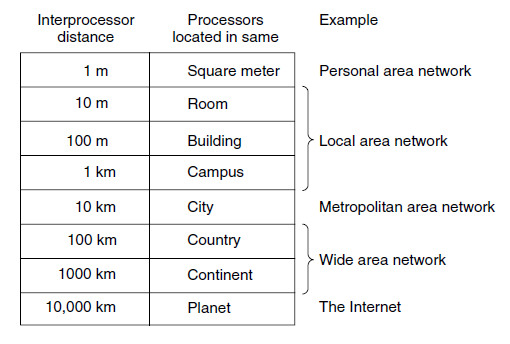 Interprocessor distance Processors located in same Example
1 m Square meter Personal area network
10 m Room
100 m Building Local area network
1 km Campus
10 km City Metropolitan area network
100 km Country
Wide area network
1000 km Continent
10,000 km Planet The Internet